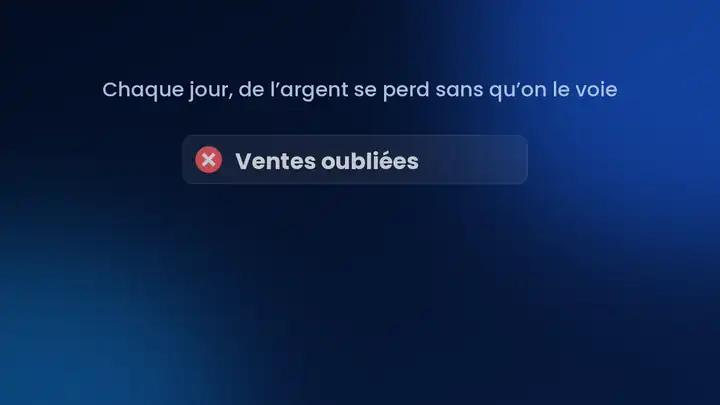 Chaque jour, de l’argent se perd sans qu’on le voie
Ventes oubliées